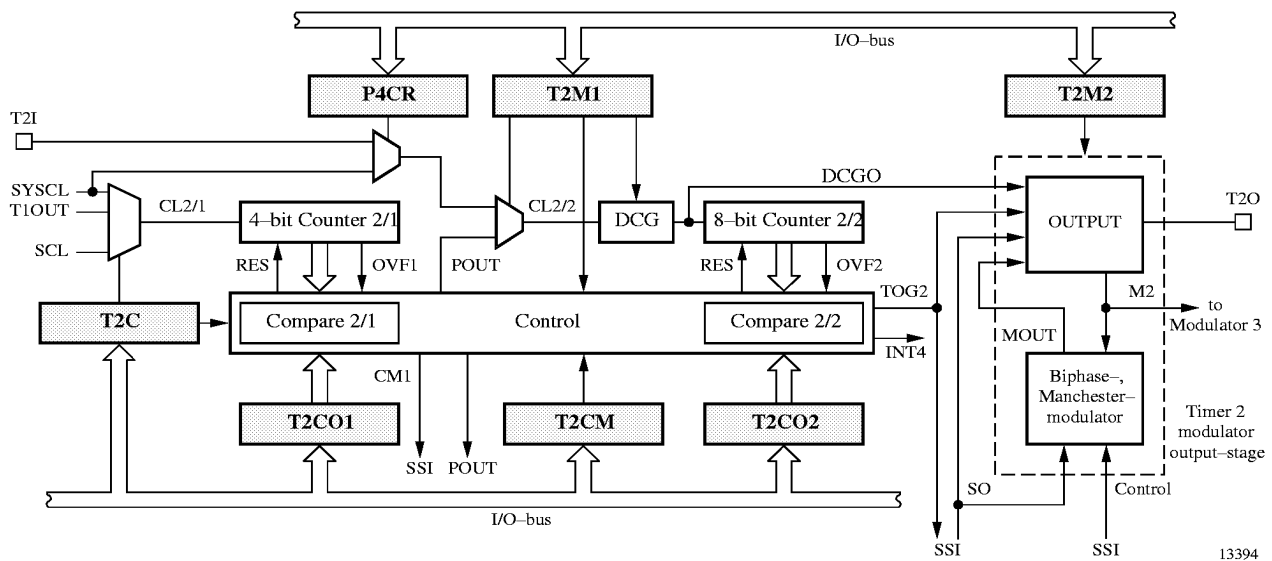 I/O–bus
P4CR
T2M1
T2M2
T2I
SYSCL
T1OUT
SCL
CL2/1
4–bit Counter 2/1
POUT
CL2/2
DCG
DCGO
8–bit Counter 2/2
OUTPUT
T2O
RES
OVF1
RES
OVF2
TOG2
T2C
Compare 2/1
Control
Compare 2/2
INT4
M2
to
Modulator 3
MOUT
CM1
Biphase–,
Manchester–
modulator
T2CO1
T2CM
T2CO2
Timer 2
modulator
output–stage
SSI
POUT
SO
Control
I/O–bus
SSI
SSI
13394